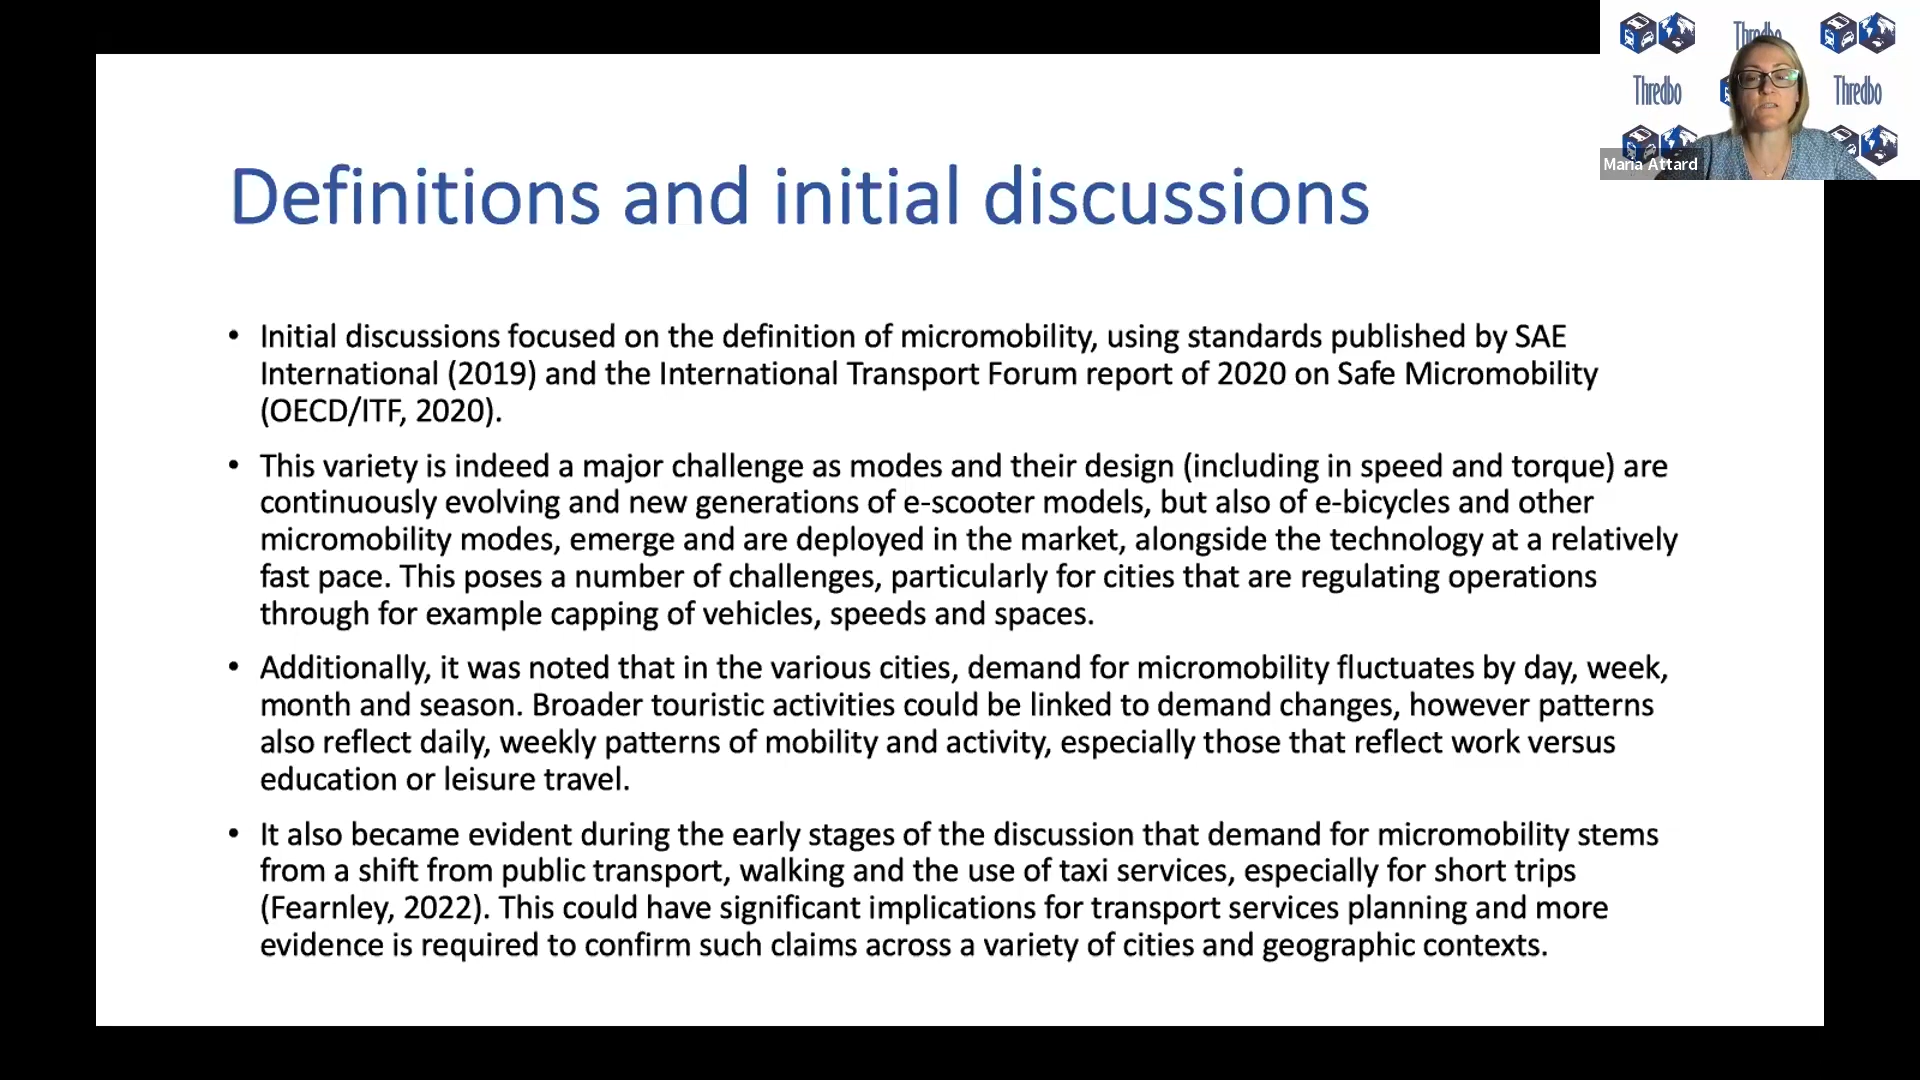 Thredbo
Thredbo
Thredbo
Maria Attard
Definitions and initial discussions
• Initial discussions focused on the definition of micromobility, using standards published by SAE
International (2019) and the International Transport Forum report of 2020 on Safe Micromobility
(OECD/ITF, 2020).
• This variety is indeed a major challenge as modes and their design (including in speed and torque) are
continuously evolving and new generations of e-scooter models, but also of e-bicycles and other
micromobility modes, emerge and are deployed in the market, alongside the technology at a relatively
fast pace. This poses a number of challenges, particularly for cities that are regulating operations
through for example capping of vehicles, speeds and spaces.
• Additionally, it was noted that in the various cities, demand for micromobility fluctuates by day, week,
month and season. Broader touristic activities could be linked to demand changes, however patterns
also reflect daily, weekly patterns of mobility and activity, especially those that reflect work versus
education or leisure travel.
• It also became evident during the early stages of the discussion that demand for micromobility stems
from a shift from public transport, walking and the use of taxi services, especially for short trips
(Fearnley, 2022). This could have significant implications for transport services planning and more
evidence is required to confirm such claims across a variety of cities and geographic contexts.